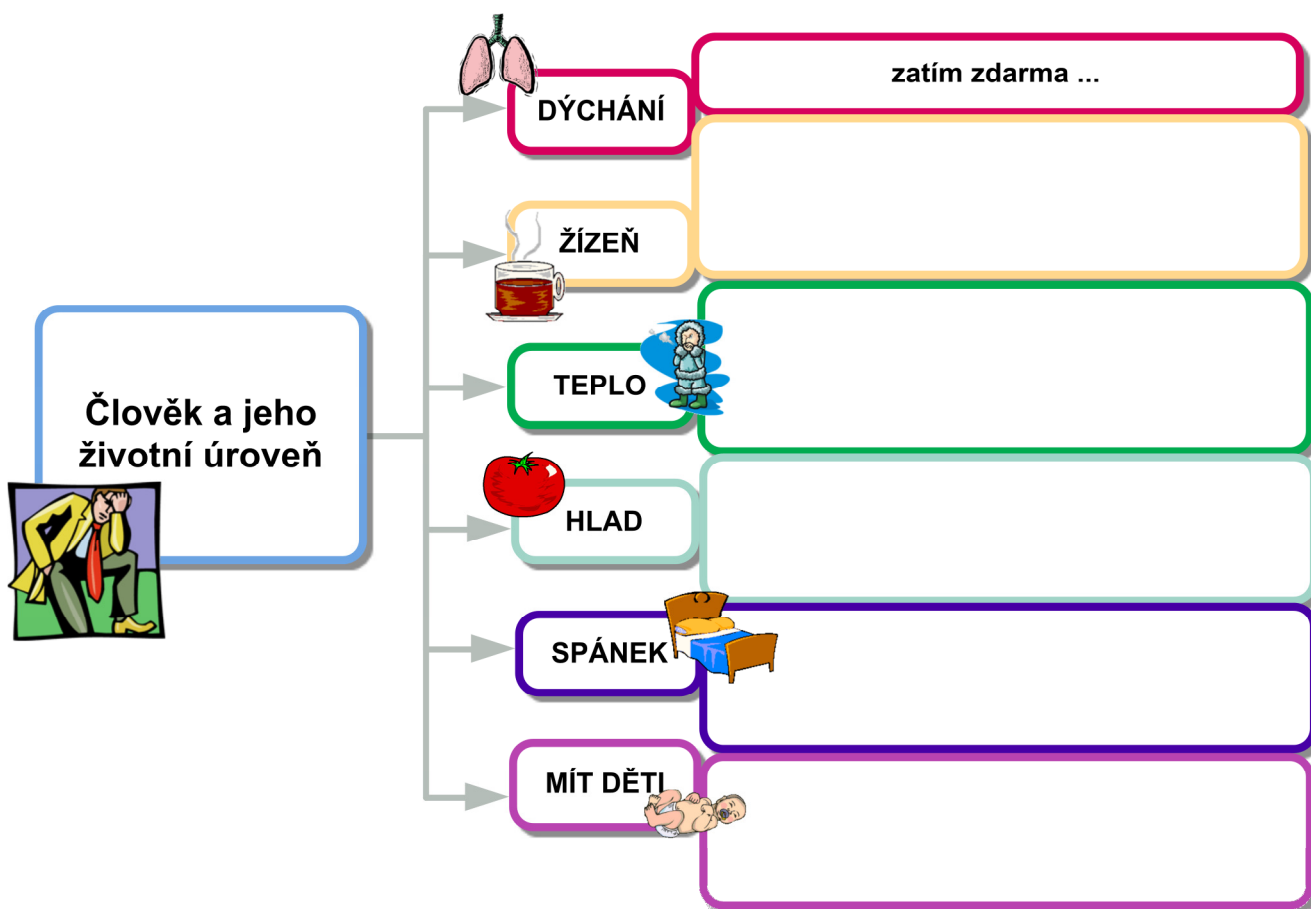 Člověk a jeho
životní úroveň
DÝCHÁNÍ
zatím zdarma ...
ŽÍZEŇ
TEPLO
HLAD
SPÁNEK
MÍT DĚTI